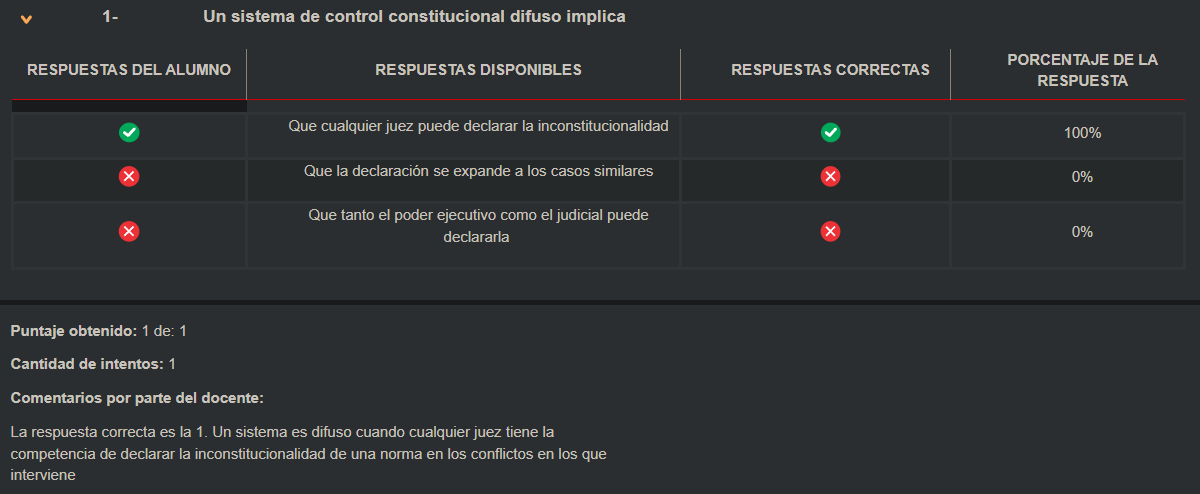 1- Un sistema de control constitucional difuso implica
RESPUESTAS DEL ALUMNO RESPUESTAS DISPONIBLES RESPUESTAS CORRECTAS PORCENTAJE DE LA
RESPUESTA
Que cualquier juez puede declarar la inconstitucionalidad 100%
Que la declaración se expande a los casos similares 0%
Que tanto el poder ejecutivo como el judicial puede
declararla 0%
Puntaje obtenido: 1 de: 1
Cantidad de intentos: 1
Comentarios por parte del docente:
La respuesta correcta es la 1. Un sistema es difuso cuando cualquier juez tiene la
competencia de declarar la inconstitucionalidad de una norma en los conflictos en los que
interviene